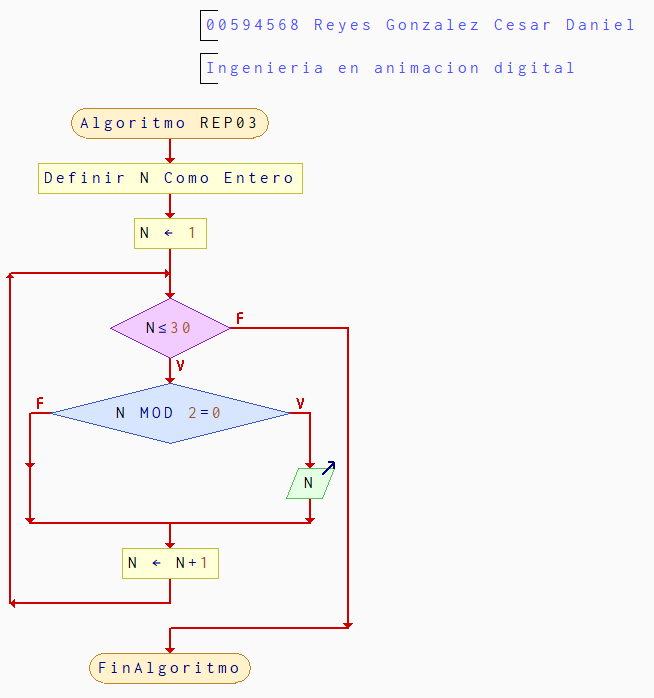 00594568 Reyes Gonzalez Cesar Daniel
Ingenieria en animacion digital
Algoritmo REP03
Definir N Como Entero
N ← 1
N≤30
F
V
N MOD 2=0
F
V
N
N ← N+1
FinAlgoritmo